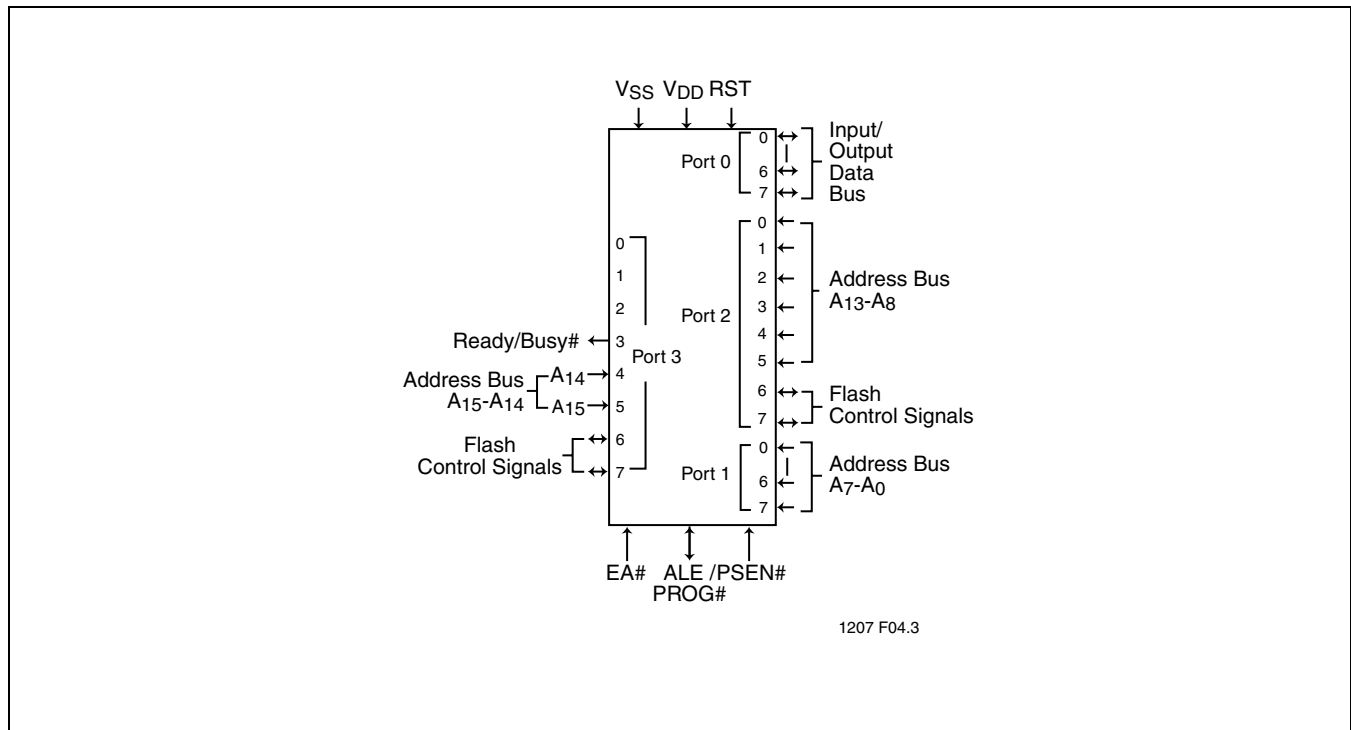 VSS VDD RST
Port 0
0
6
7
Input/
Output
Data
Bus
Port 2
0
1
2
3
4
5
6
7
Address Bus
A13-A8
Flash
Control Signals
Port 1
0
6
7
Address Bus
A7-A0
Port 3
0
1
2
3
4
5
6
7
Ready/Busy#
Address Bus
A15-A14
A14
A15
Flash
Control Signals
EA# ALE /PSEN#
PROG#
1207 F04.3